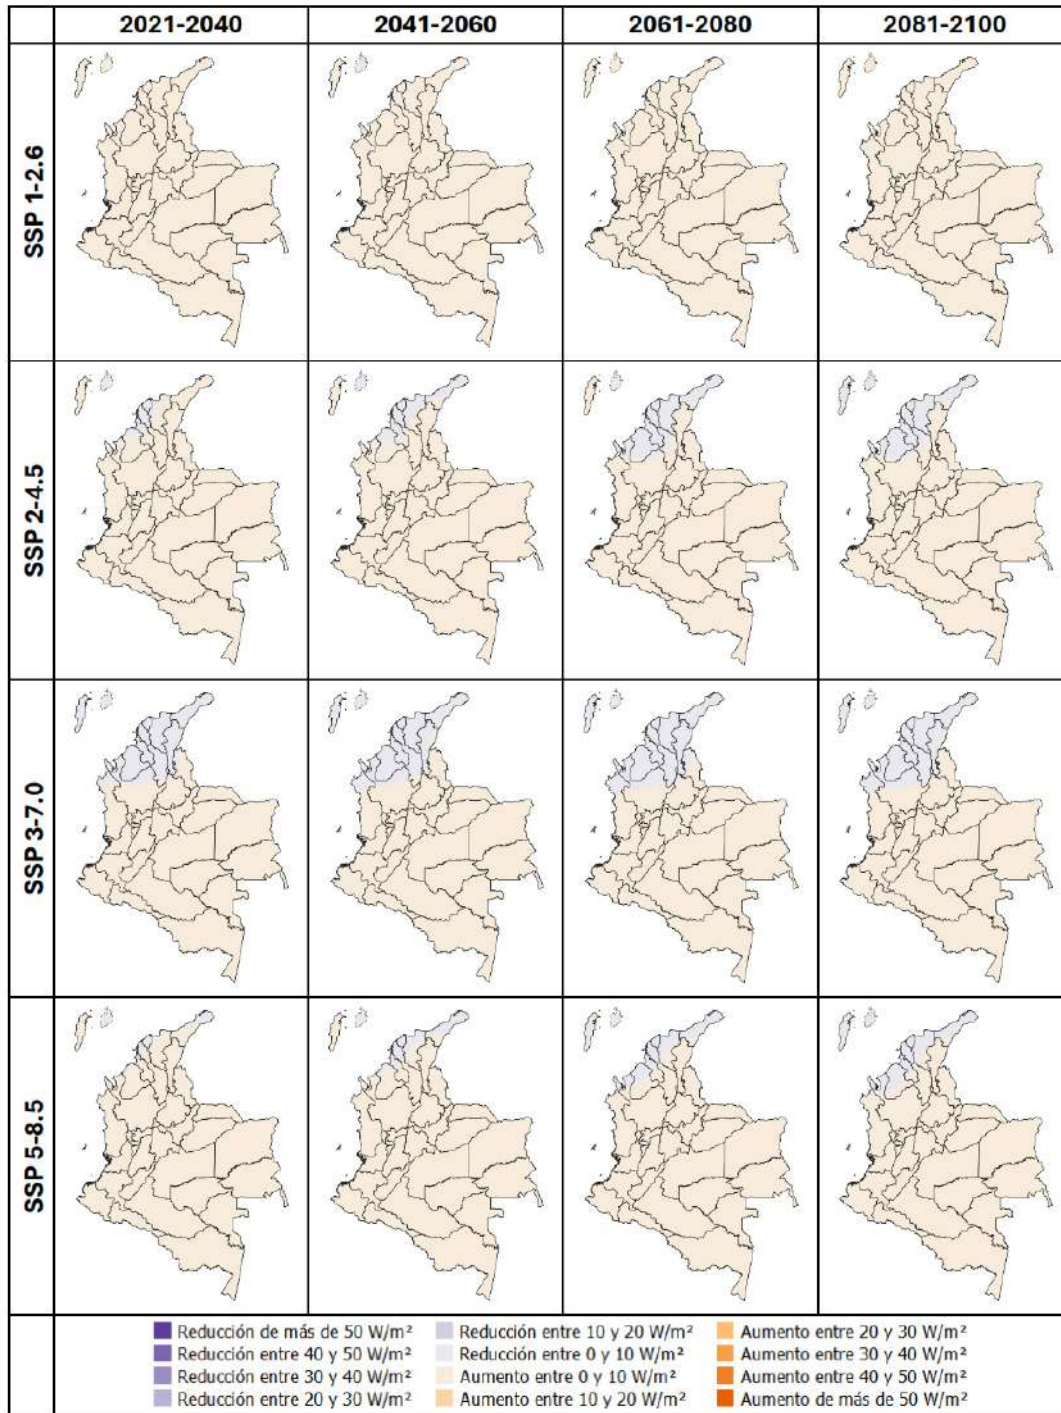 2021-2040 2041-2060 2061-2080 2081-2100
SSP 1-2.6
SSP 2-4.5
SSP 3-7.0
SSP 5-8.5
Reducción de más de 50 W/m² Reducción entre 10 y 20 W/m² Aumento entre 20 y 30 W/m²
Reducción entre 40 y 50 W/m² Reducción entre 0 y 10 W/m² Aumento entre 30 y 40 W/m²
Reducción entre 30 y 40 W/m² Aumento entre 0 y 10 W/m² Aumento entre 40 y 50 W/m²
Reducción entre 20 y 30 W/m² Aumento entre 10 y 20 W/m² Aumento de más de 50 W/m²